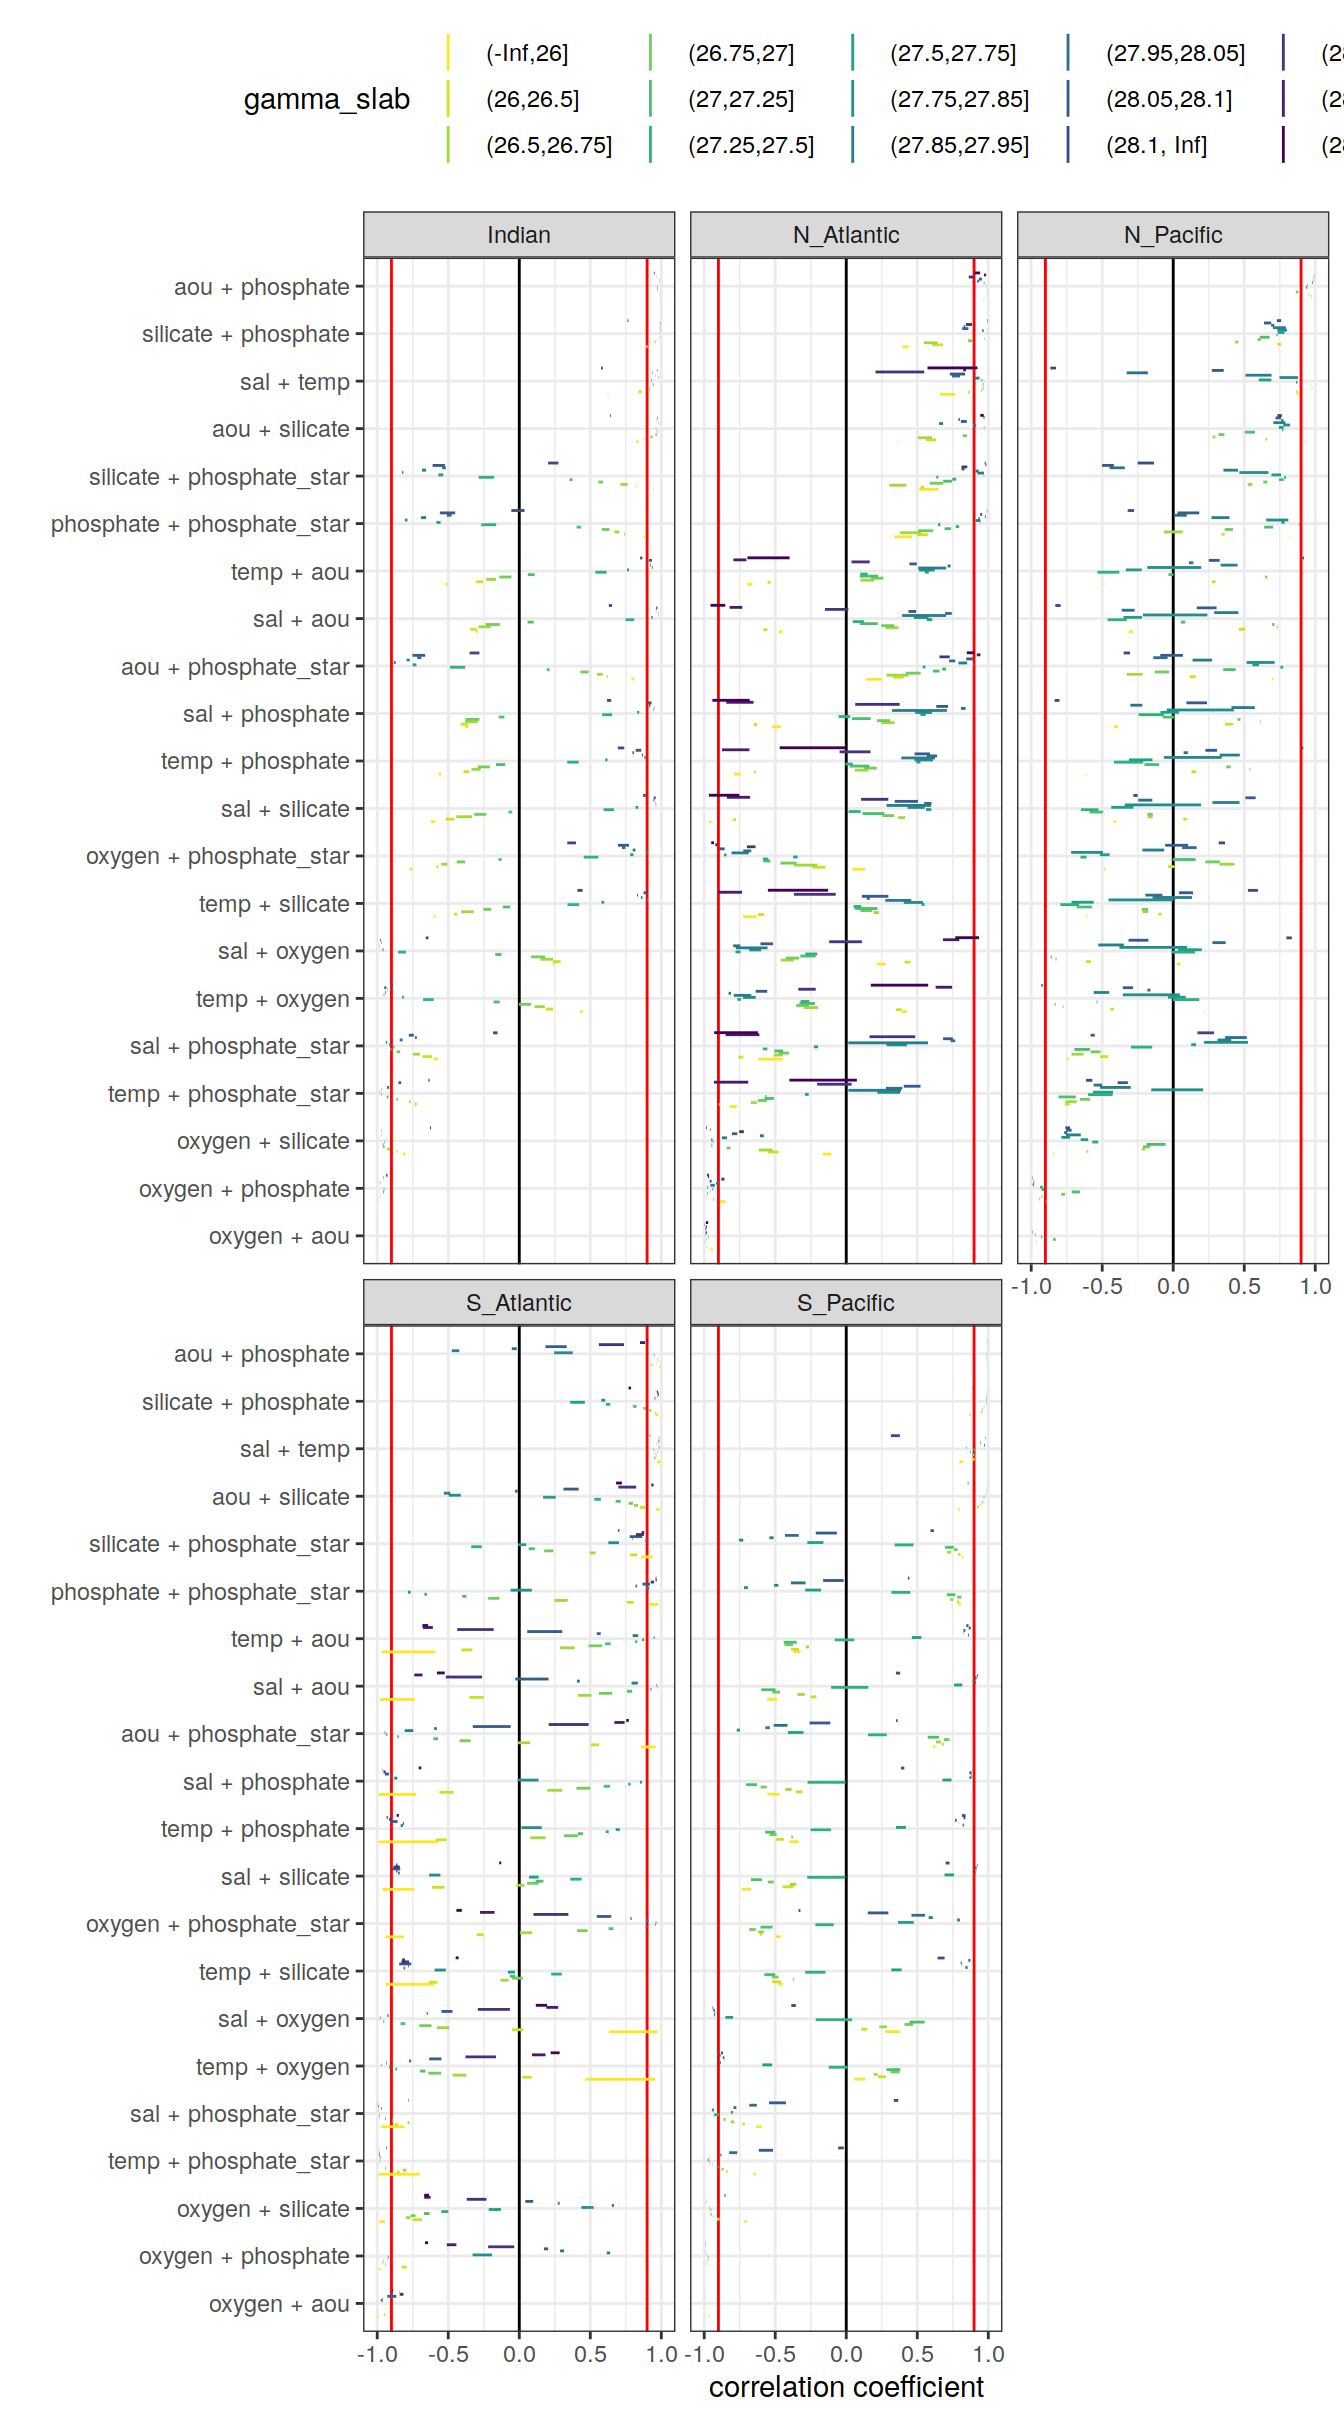 gamma_slab
(-Inf,26] (26.75,27] (27.5,27.75] (27.95,28.05]
(26,26.5] (27,27.25] (27.75,27.85] (28.05,28.1]
(26.5,26.75] (27.25,27.5] (27.85,27.95] (28.1, Inf]
Indian N_Atlantic N_Pacific
aou + phosphate
silicate + phosphate
sal + temp
aou + silicate
silicate + phosphate_star
phosphate + phosphate_star
temp + aou
sal + aou
aou + phosphate_star
sal + phosphate
temp + phosphate
sal + silicate
oxygen + phosphate_star
temp + silicate
sal + oxygen
temp + oxygen
sal + phosphate_star
temp + phosphate_star
oxygen + silicate
oxygen + phosphate
oxygen + aou
-1.0 -0.5 0.0 0.5 1.0
S_Atlantic S_Pacific
aou + phosphate
silicate + phosphate
sal + temp
aou + silicate
silicate + phosphate_star
phosphate + phosphate_star
temp + aou
sal + aou
aou + phosphate_star
sal + phosphate
temp + phosphate
sal + silicate
oxygen + phosphate_star
temp + silicate
sal + oxygen
temp + oxygen
sal + phosphate_star
temp + phosphate_star
oxygen + silicate
oxygen + phosphate
oxygen + aou
-1.0 -0.5 0.0 0.5 1.0 -1.0 -0.5 0.0 0.5 1.0
correlation coefficient